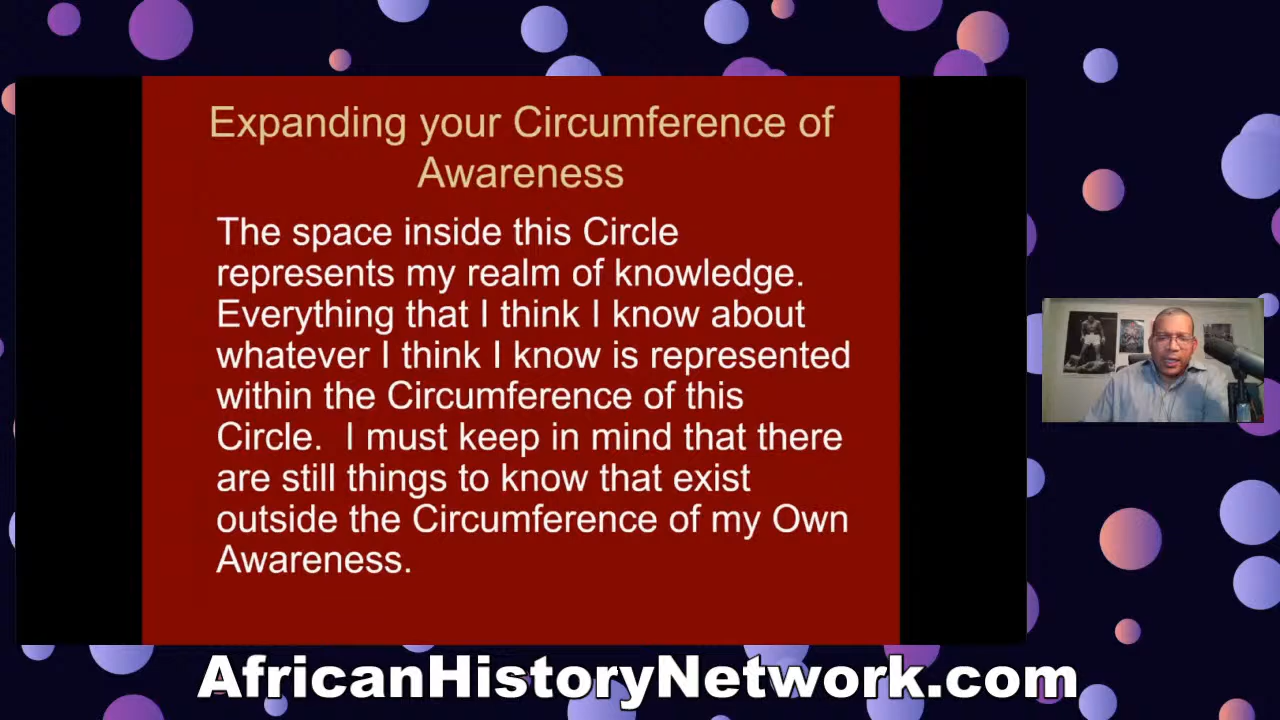 Expanding your Circumference of
Awareness
The space inside this Circle
represents my realm of knowledge.
Everything that I think I know about
whatever I think I know is represented
within the Circumference of this
Circle.  I must keep in mind that there
are still things to know that exist
outside the Circumference of my Own
Awareness.
AfricanHistoryNetwork.com